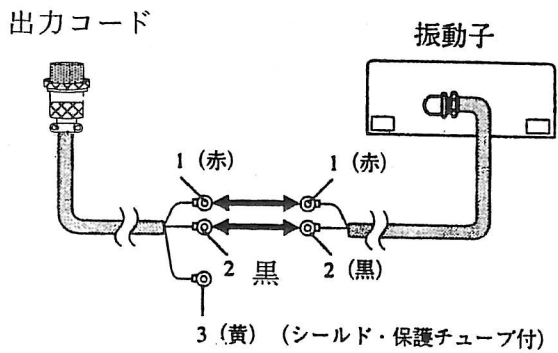 出力コード
振動子
1（赤）
1（赤）
2 黒
2（黒）
3（黄）（シールド・保護チューブ付）